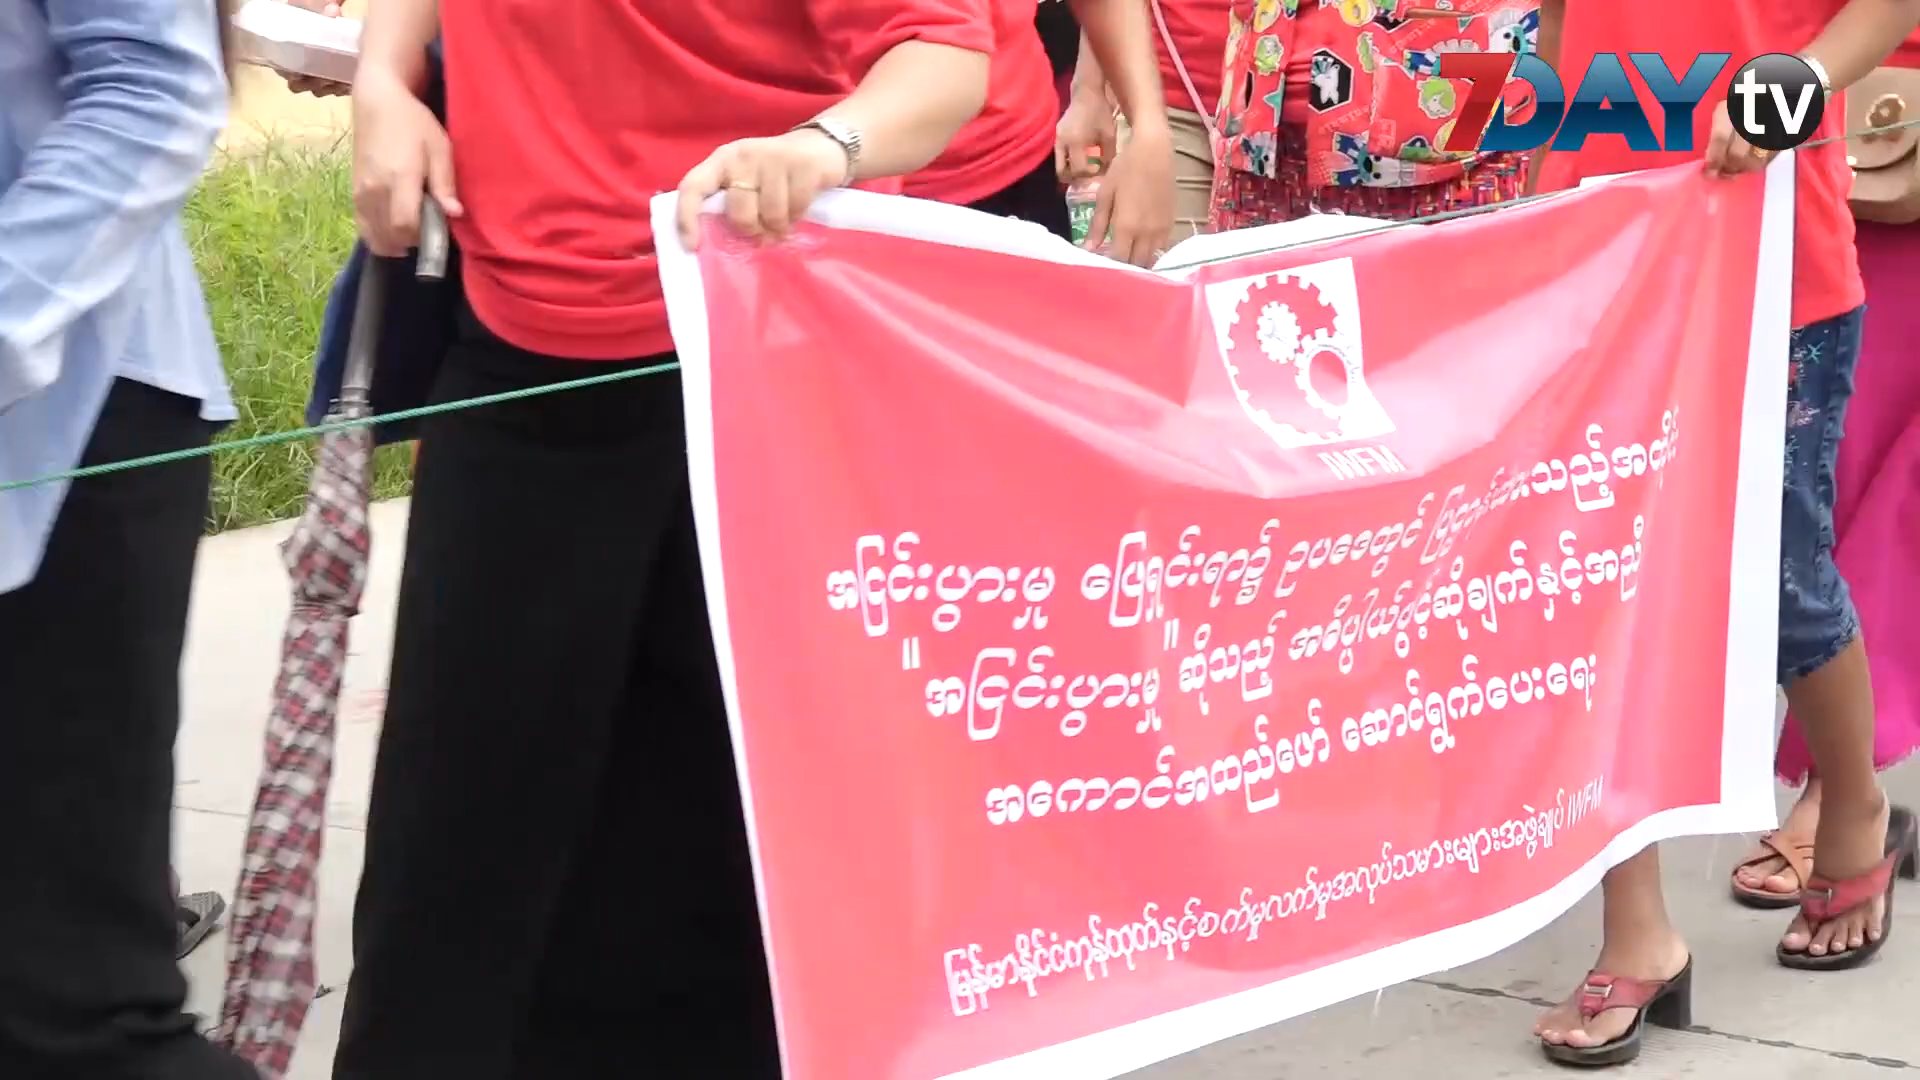 7DAY tv
IWFM
အငြင်းပွားမှု ဖြေရှင်းရာ၌ ဥပဒေတွင် ပြဋ္ဌာန်းထားသည့်အတိုင်း
"အငြင်းပွားမှု" ဆိုသည့် အဓိပ္ပါယ်ဖွင့်ဆိုချက်နှင့်အညီ
အကောင်အထည်ဖော် ဆောင်ရွက်ပေးရေး
မြန်မာနိုင်ငံကုန်ထုတ်နှင့်စက်မှုလက်မှုအလုပ်သမားများအဖွဲ့ချုပ် IWFM